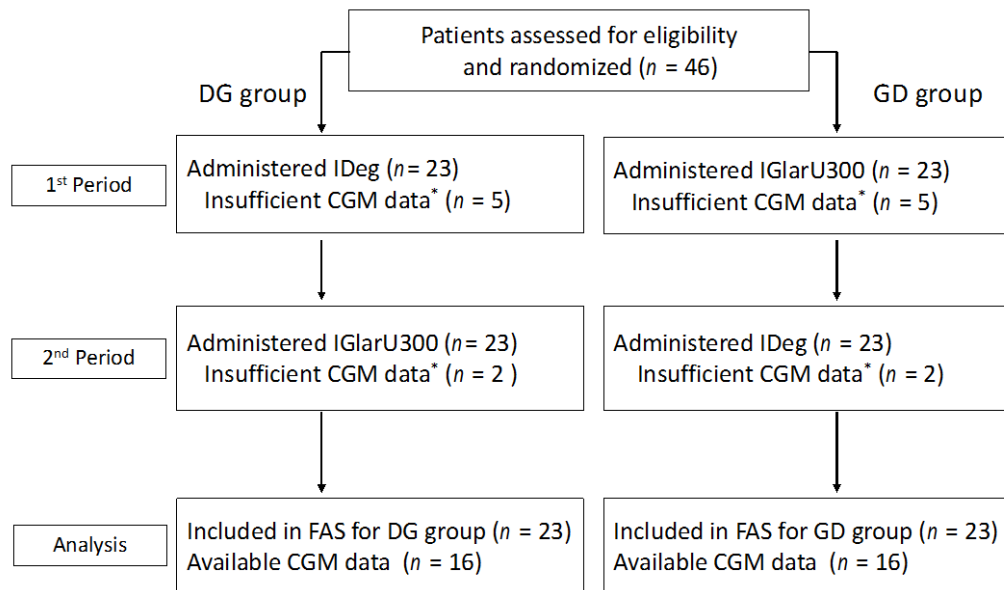 Patients assessed for eligibility
and randomized (n = 46)
DG group
GD group
1st Period
Administered IDeg (n = 23)
Insufficient CGM data* (n = 5)
Administered IGlarU300 (n = 23)
Insufficient CGM data* (n = 5)
2nd Period
Administered IGlarU300 (n = 23)
Insufficient CGM data* (n = 2 )
Administered IDeg (n = 23)
Insufficient CGM data* (n = 2)
Analysis
Included in FAS for DG group (n = 23)
Available CGM data (n = 16)
Included in FAS for GD group (n = 23)
Available CGM data (n = 16)